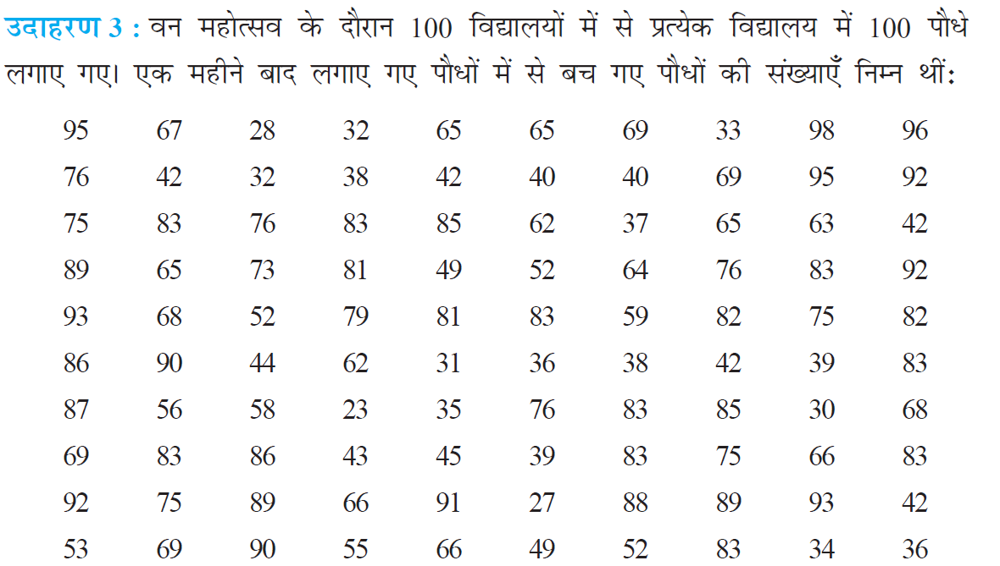 उदाहरण 3 : वन महोत्सव के दौरान 100 विद्यालयों में से प्रत्येक विद्यालय में 100 पौधे
लगाए गए। एक महीने बाद लगाए गए पौधों में से बच गए पौधों की संख्याएँ निम्न थीं:
95 67 28 32 65 65 69 33 98 96
76 42 32 38 42 40 40 69 95 92
75 83 76 83 85 62 37 65 63 42
89 65 73 81 49 52 64 76 83 92
93 68 52 79 81 83 59 82 75 82
86 90 44 62 31 36 38 42 39 83
87 56 58 23 35 76 83 85 30 68
69 83 86 43 45 39 83 75 66 83
92 75 89 66 91 27 88 89 93 42
53 69 90 55 66 49 52 83 34 36